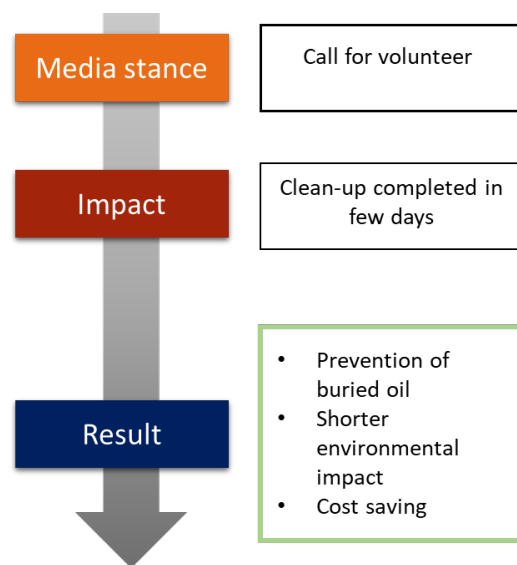 Media stance
Call for volunteer
Impact
Clean-up completed in
few days
Result
• Prevention of
buried oil
• Shorter
environmental
impact
• Cost saving